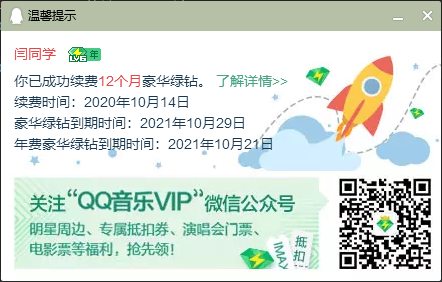 温馨提示
闫同学 LV6 年
你已成功续费12个月豪华绿钻。 了解详情>>
续费时间：2020年10月14日
豪华绿钻到期时间：2021年10月29日
年费豪华绿钻到期时间：2021年10月21日
关注“QQ音乐VIP”微信公众号
明星周边、专属抵扣券、演唱会门票、
电影票等福利，抢先领！
IMAX
抵扣